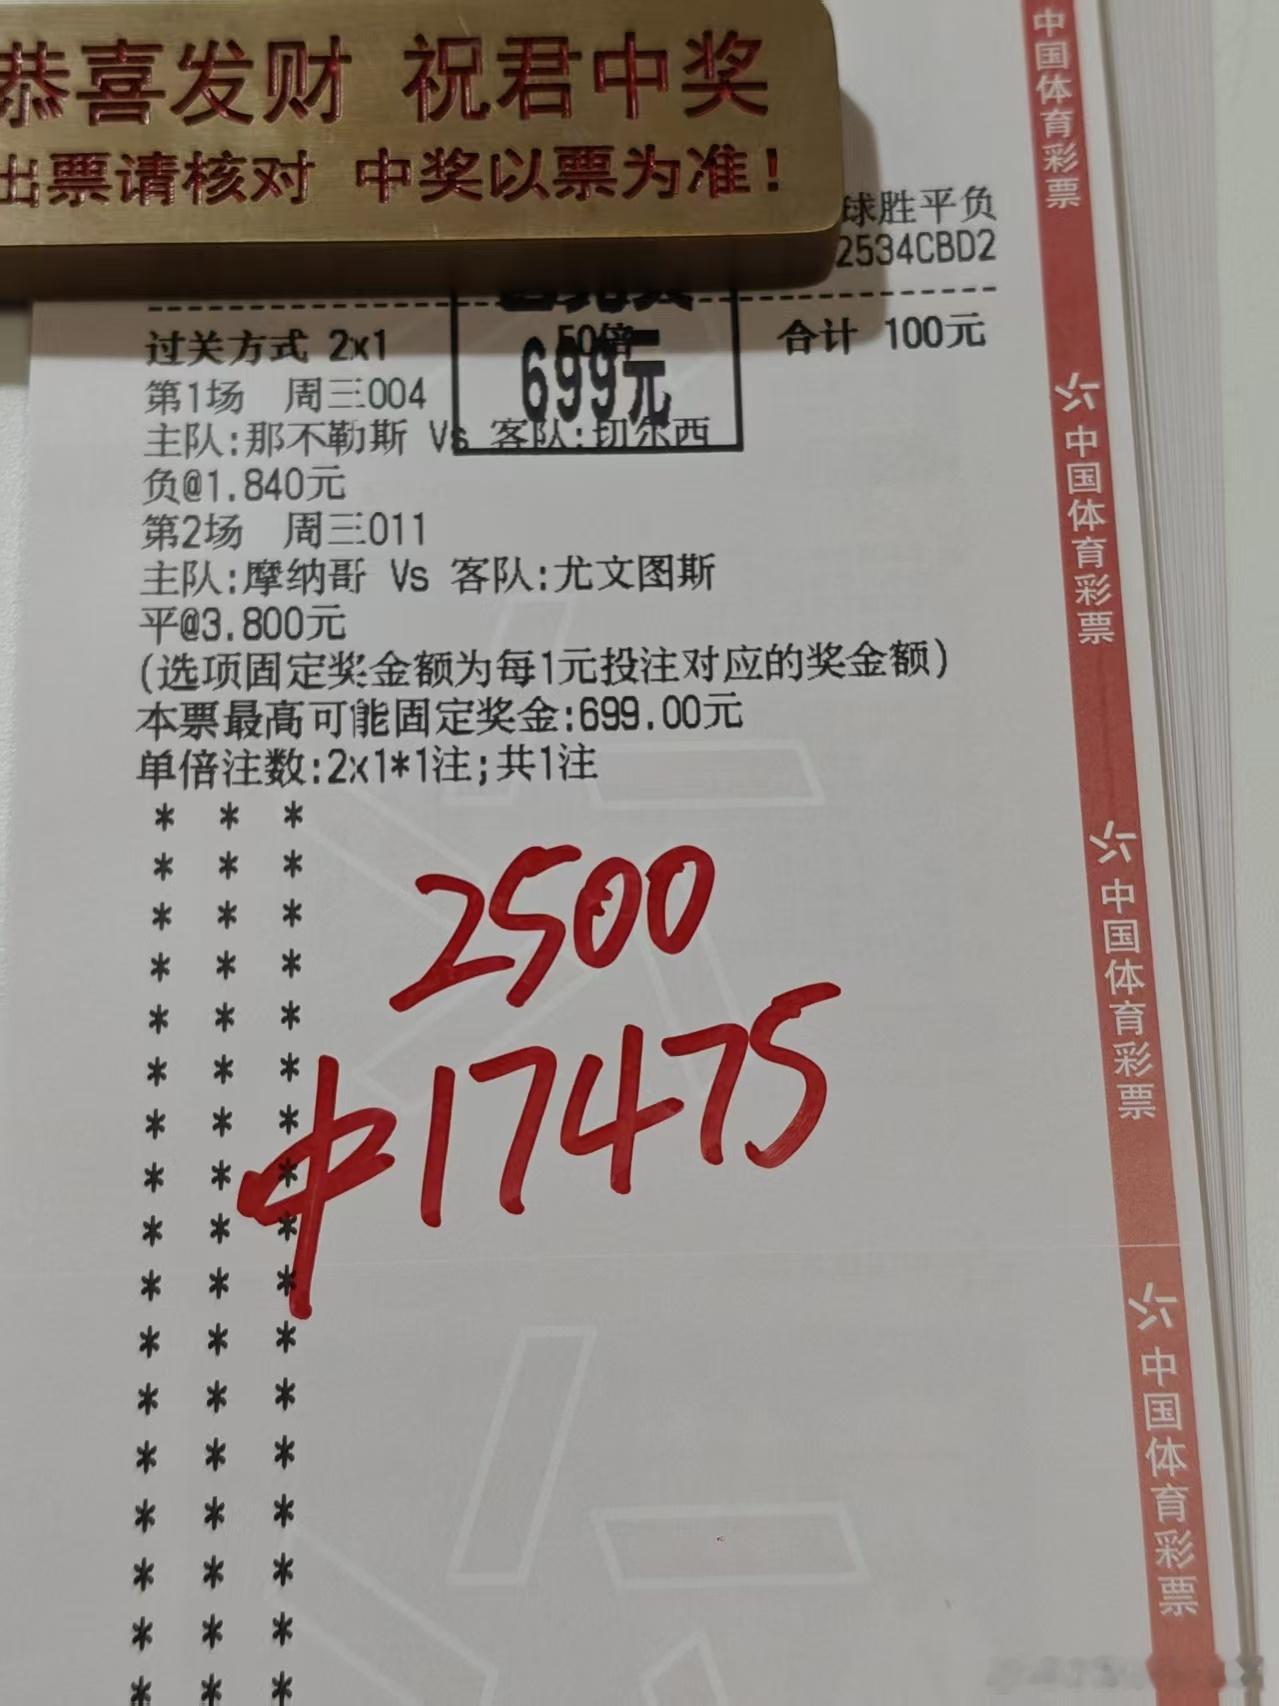 恭喜发财 祝君中奖
出票请核对 中奖以票为准！
球胜平负
2534CBD2
过关方式 2x1 50倍 合计 100元
699元
第1场 周三004
主队:那不勒斯 Vs 客队:切尔西
负@1.840元
第2场 周三011
主队:摩纳哥 Vs 客队:尤文图斯
平@3.800元
(选项固定奖金额为每1元投注对应的奖金额)
本票最高可能固定奖金:699.00元
单倍注数:2x1*1注;共1注
2500
中17475
中国体育彩票
中国体育彩票
中国体育彩票
中国体育彩票